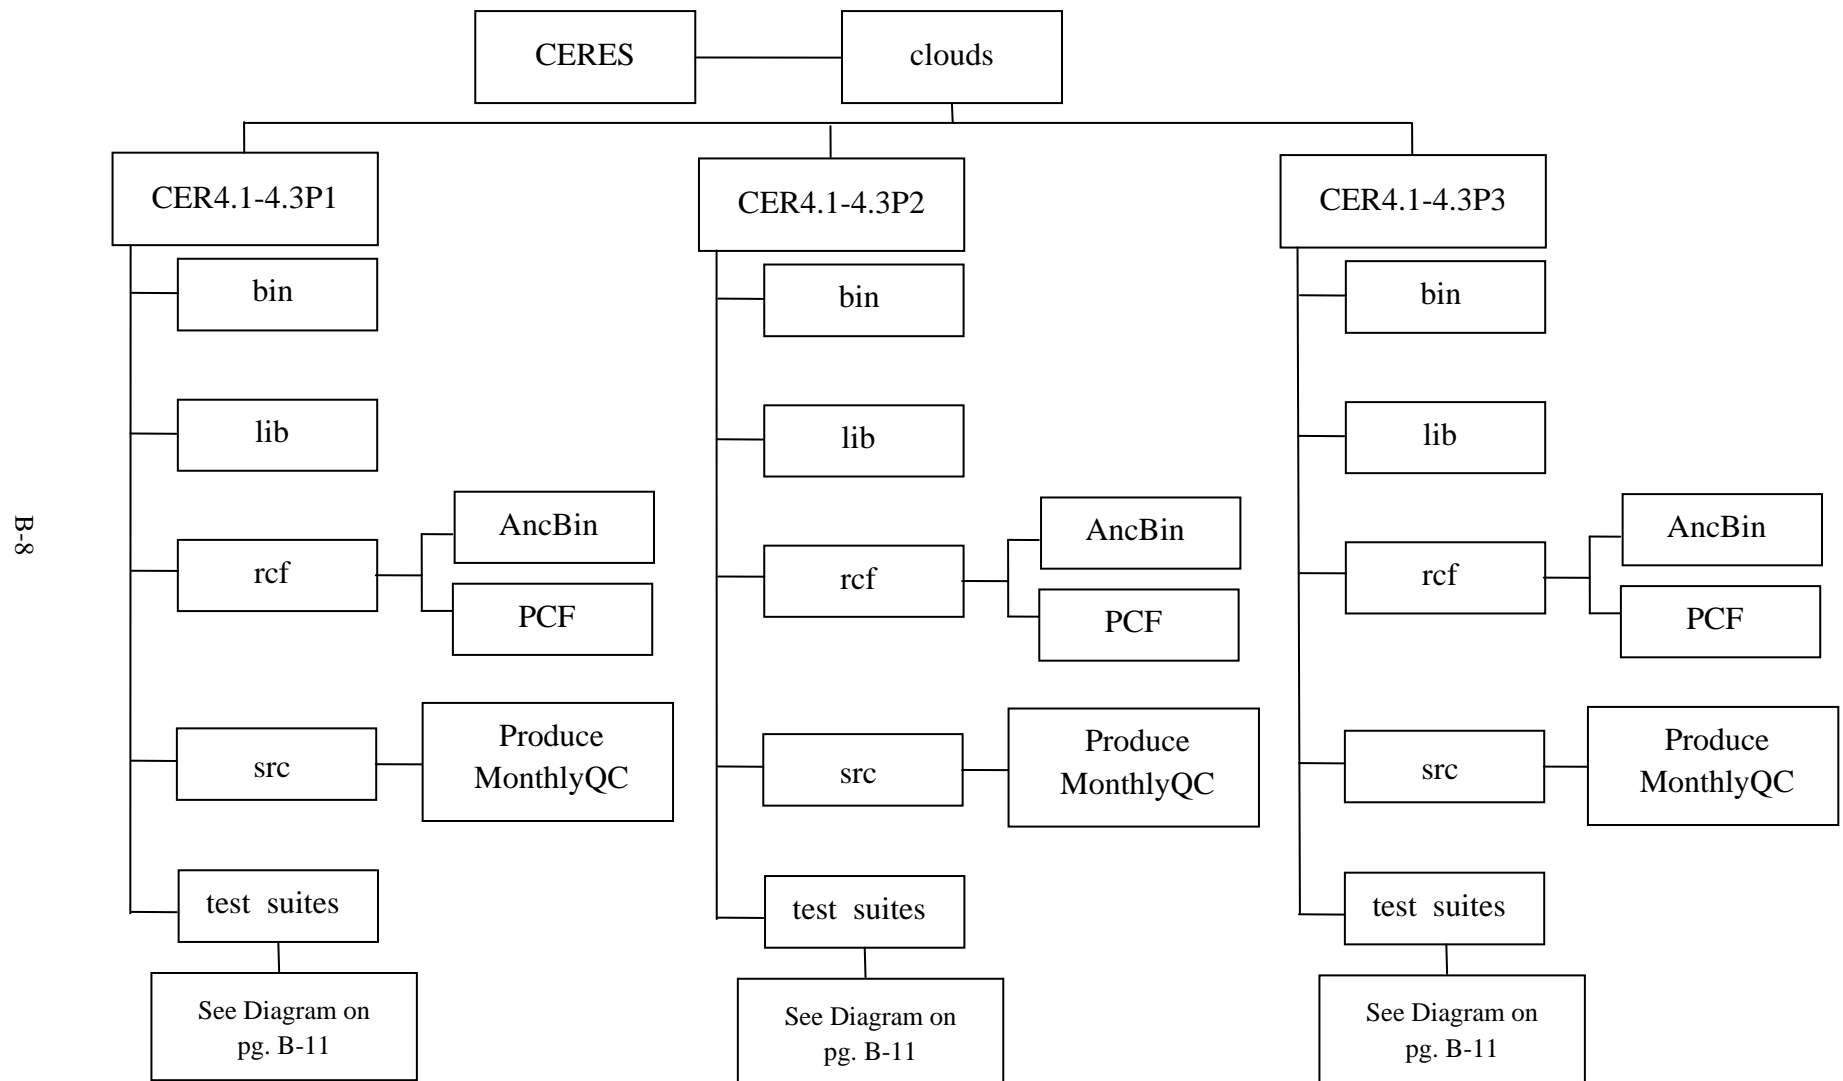 CERES
clouds
CER4.1-4.3P1
bin
lib
rcf
AncBin
PCF
src
Produce
MonthlyQC
test suites
See Diagram on
pg. B-11
CER4.1-4.3P2
bin
lib
rcf
AncBin
PCF
src
Produce
MonthlyQC
test suites
See Diagram on
pg. B-11
CER4.1-4.3P3
bin
lib
rcf
AncBin
PCF
src
Produce
MonthlyQC
test suites
See Diagram on
pg. B-11
B-8